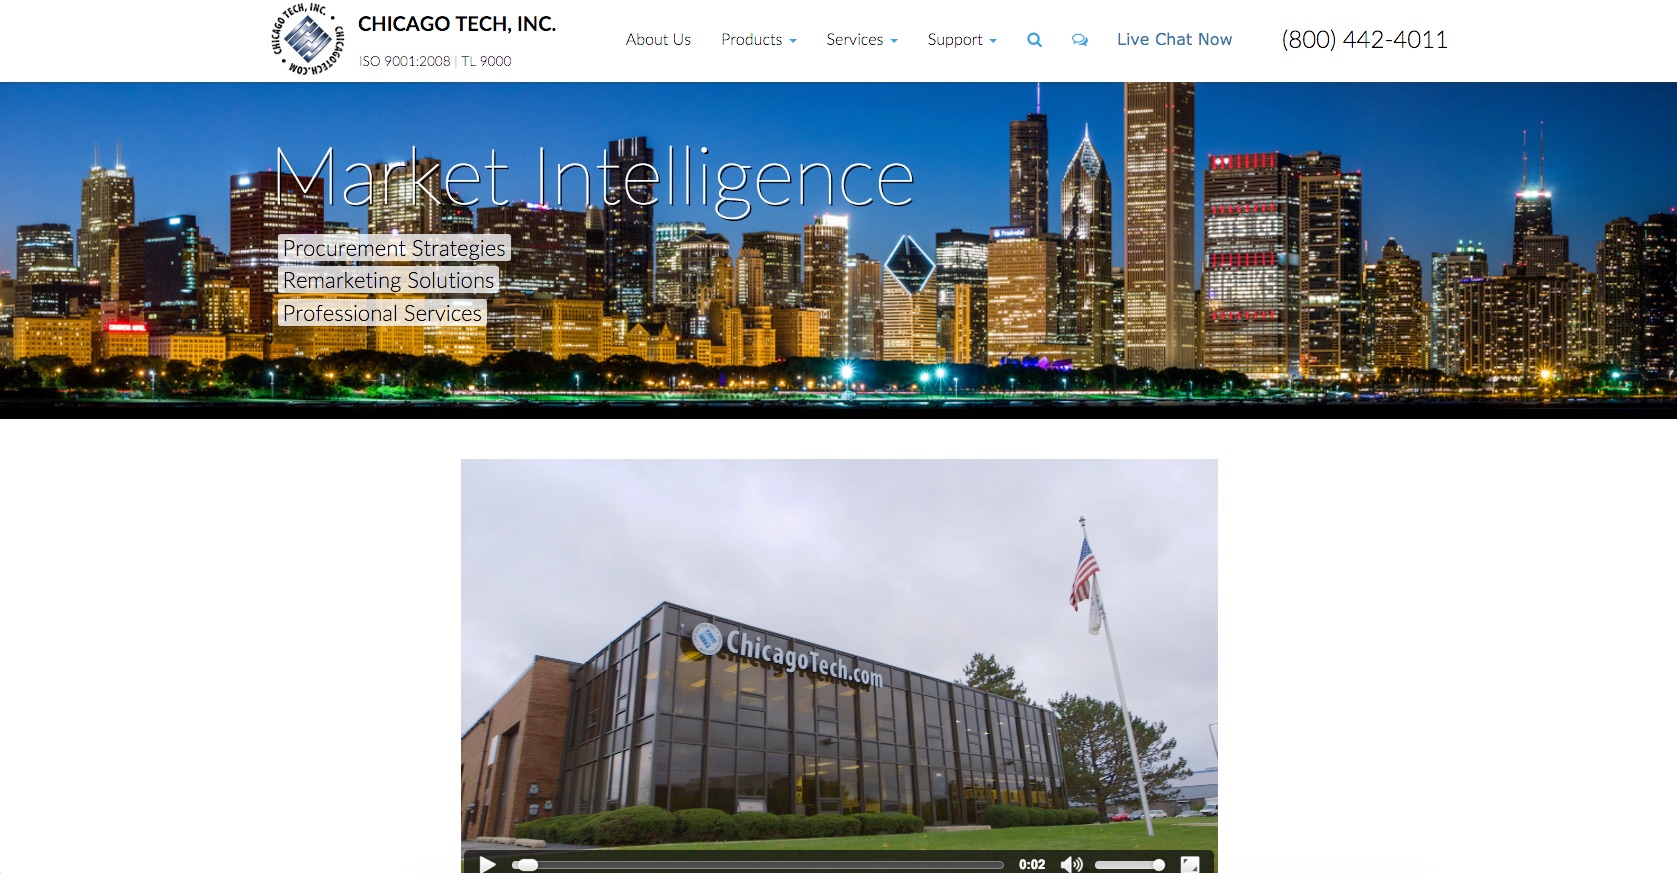 CHICAGO TECH, INC.
CHICAGOTECH.COM
CHICAGO TECH, INC.
ISO 9001:2008 | TL 9000
About Us
Products
Services
Support
Live Chat Now
(800) 442-4011
Market Intelligence
Procurement Strategies
Remarketing Solutions
Professional Services
Prudential
ChicagoTech.com
0:02